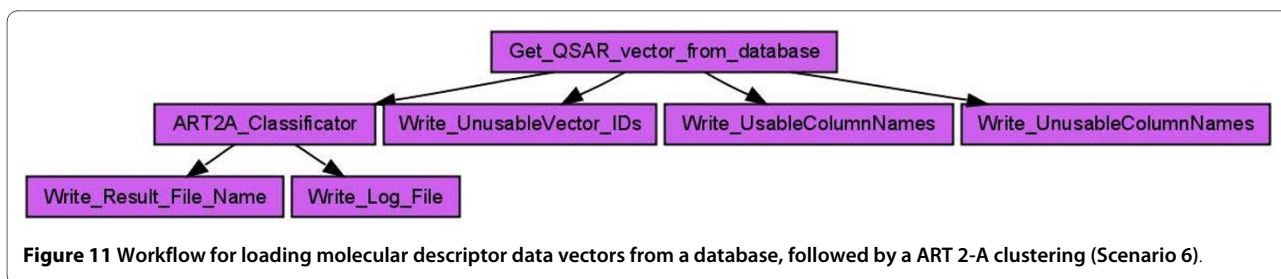 Get_QSAR_vector_from_database
ART2A_Classificator
Write_UnusableVector_IDs
Write_UsableColumnNames
Write_UnusableColumnNames
Write_Result_File_Name
Write_Log_File
Figure 11 Workflow for loading molecular descriptor data vectors from a database, followed by a ART 2-A clustering (Scenario 6).